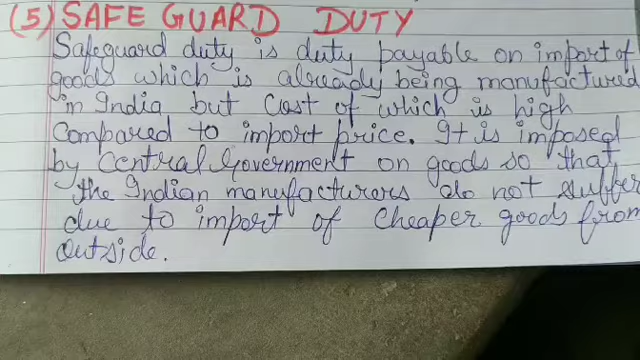 (5) SAFE GUARD DUTY
Safeguard duty is duty payable on import of
goods which is already being manufactured
in India but cost of which is high
compared to import price. It is imposed
by Central Government on goods so that
the Indian manufacturers do not suffer
due to import of cheaper goods from
outside.